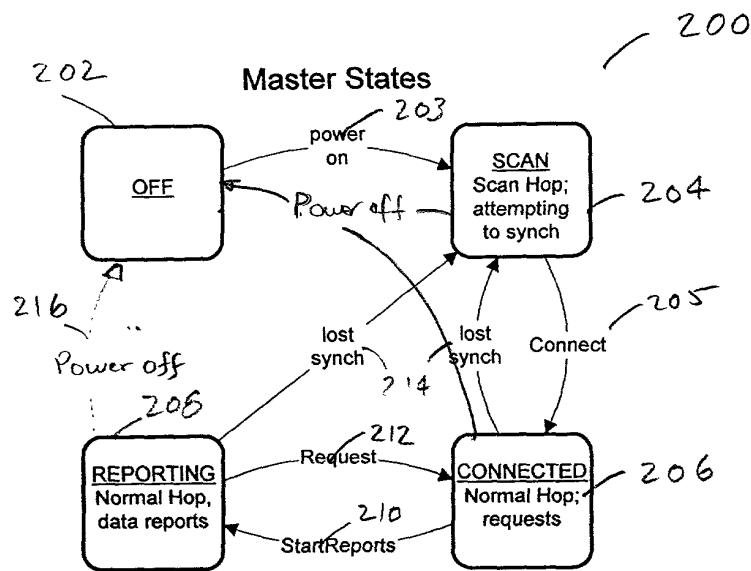 200
202
Master States
203
power
on
OFF
SCAN
Scan Hop;
attempting
to synch
204
Power off
216
Power off
lost
synch
214
lost
synch
Connect
205
208
REPORTING
Normal Hop,
data reports
212
Request
210
StartReports
CONNECTED
Normal Hop;
requests
206